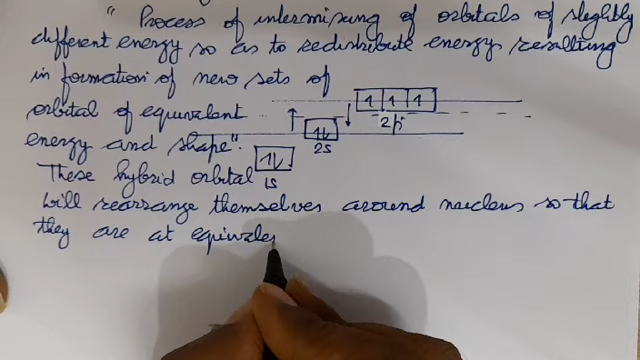 " Process of intermixing of orbitals of slightly
different energy so as to redistribute energy resulting
in formation of new sets of
orbital of equivalent
energy and shape".
2p
2s
These hybrid orbital
1s
will rearrange themselves around nucleus so that
they are at equivale